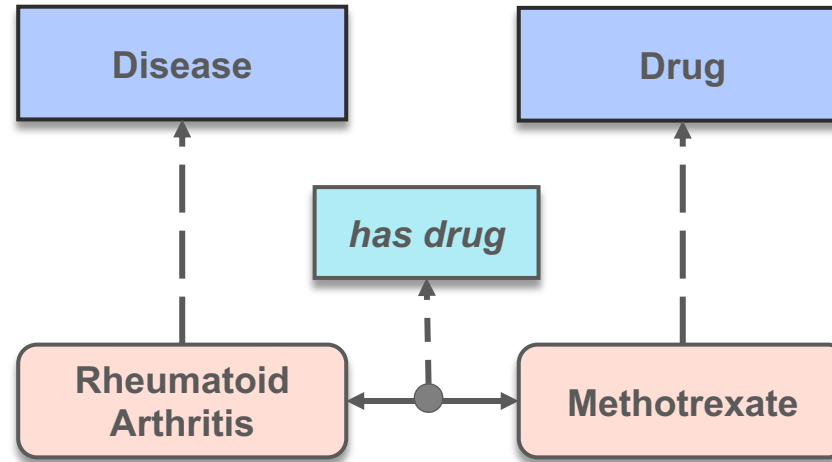 Disease
Drug
has drug
Rheumatoid
Arthritis
Methotrexate